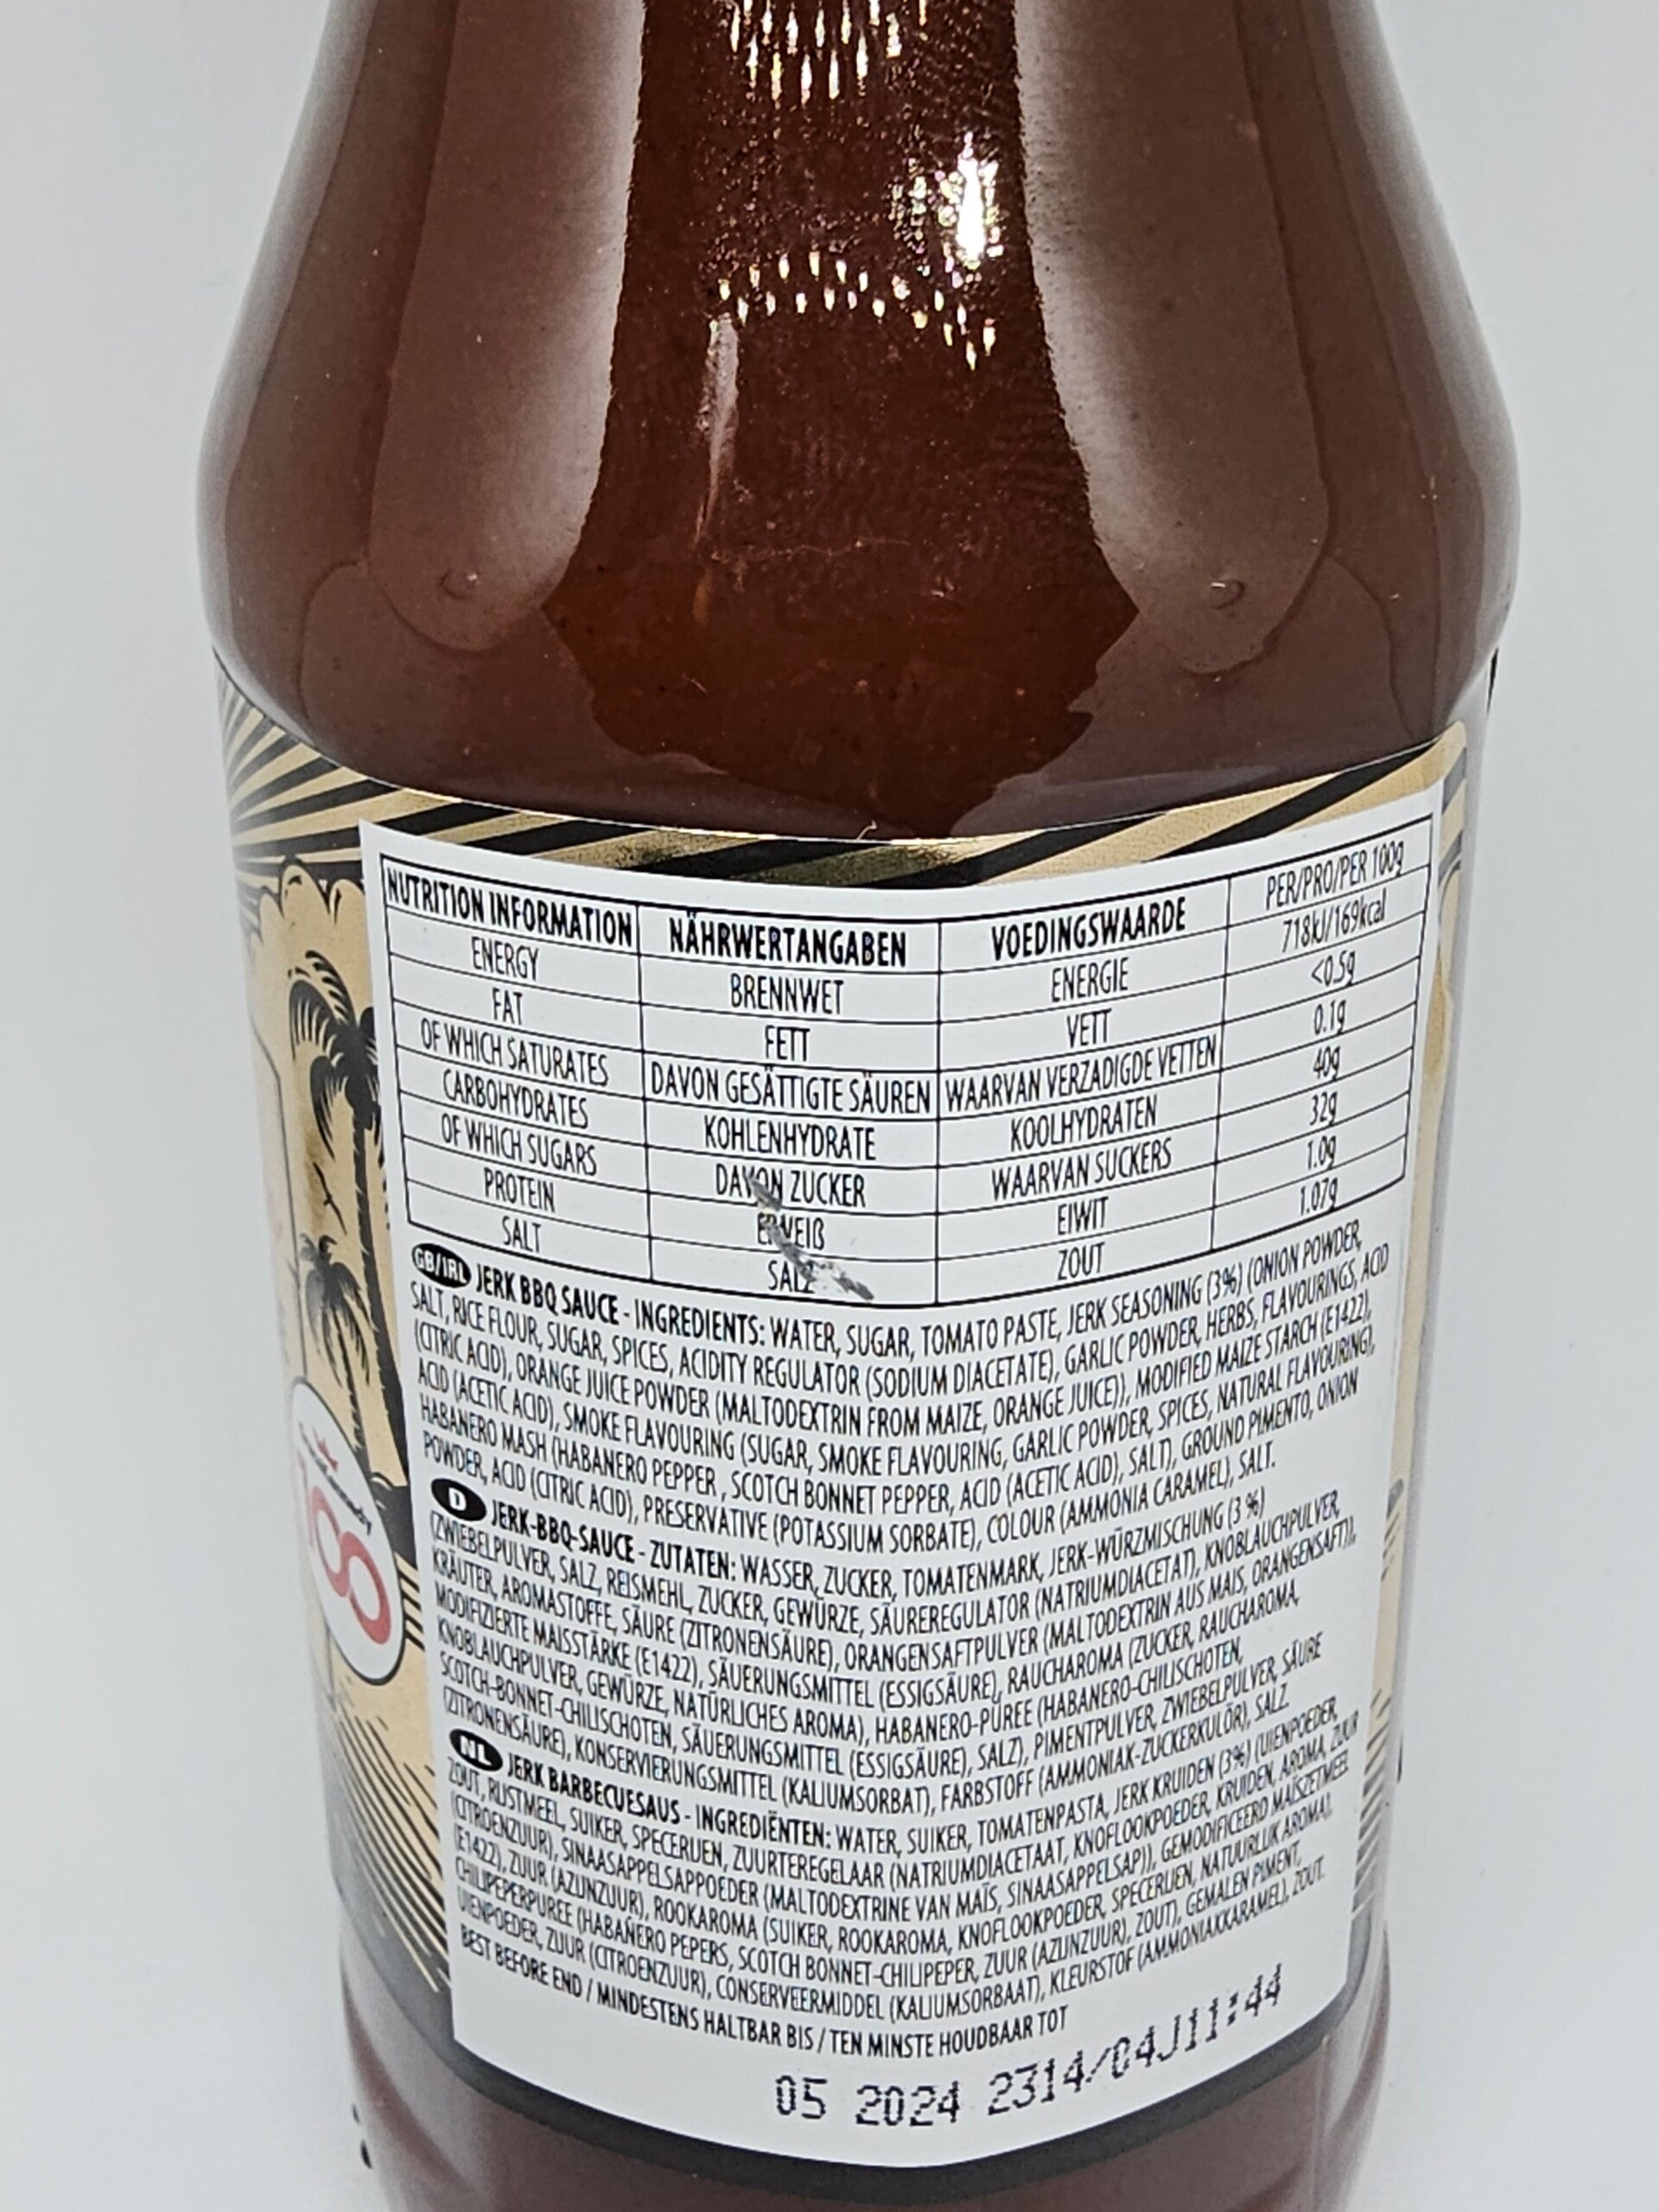 NUTRITION INFORMATION NÄHRWERTANGABEN VOEDINGSWAARDE PER/PRO/PER 100g
ENERGY BRENNWET ENERGIE 718kJ/169kcal
FAT FETT VETT <0.5g
OF WHICH SATURATES DAVON GESÄTTIGTE SÄUREN WAARVAN VERZADIGDE VETTEN 0.1g
CARBOHYDRATES KOHLENHYDRATE KOOLHYDRATEN 40g
OF WHICH SUGARS DAVON ZUCKER WAARVAN SUCKERS 32g
PROTEIN EIWEIß EIWIT 1.0g
SALT SALZ ZOUT 1.07g
GB/IRL JERK BBQ SAUCE - INGREDIENTS: WATER, SUGAR, TOMATO PASTE, JERK SEASONING (3%) (ONION POWDER,
SALT, RICE FLOUR, SUGAR, SPICES, ACIDITY REGULATOR (SODIUM DIACETATE), GARLIC POWDER, HERBS, FLAVOURINGS, ACID
(CITRIC ACID), ORANGE JUICE POWDER (MALTODEXTRIN FROM MAIZE, ORANGE JUICE)), MODIFIED MAIZE STARCH (E1422),
ACID (ACETIC ACID), SMOKE FLAVOURING (SUGAR, SMOKE FLAVOURING, GARLIC POWDER, SPICES, NATURAL FLAVOURING),
HABANERO MASH (HABANERO PEPPER, SCOTCH BONNET PEPPER, ACID (ACETIC ACID), SALT), GROUND PIMENTO, ONION
POWDER, ACID (CITRIC ACID), PRESERVATIVE (POTASSIUM SORBATE), COLOUR (AMMONIA CARAMEL), SALT.
D JERK-BBQ-SAUCE - ZUTATEN: WASSER, ZUCKER, TOMATENMARK, JERK-WÜRZMISCHUNG (3 %)
(ZWIEBELPULVER, SALZ, REISMEHL, ZUCKER, GEWÜRZE, SÄUREREGULATOR (NATRIUMDIACETAT), KNOBLAUCHPULVER,
KRÄUTER, AROMASTOFFE, SÄURE (ZITRONENSÄURE), ORANGENSAFTPULVER (MALTODEXTRIN AUS MAIS, ORANGENSAFT)),
MODIFIZIERTE MAISSTÄRKE (E1422), SÄUERUNGSMITTEL (ESSIGSÄURE), RAUCHAROMA (ZUCKER, RAUCHAROMA,
KNOBLAUCHPULVER, GEWÜRZE, NATÜRLICHES AROMA), HABANERO-PÜREE (HABANERO-CHILISCHOTEN,
SCOTCH-BONNET-CHILISCHOTEN, SÄUERUNGSMITTEL (ESSIGSÄURE), SALZ), PIMENTPULVER, ZWIEBELPULVER, SÄURE
(ZITRONENSÄURE), KONSERVIERUNGSMITTEL (KALIUMSORBAT), FARBSTOFF (AMMONIAK-ZUCKERKULÖR), SALZ.
NL JERK BARBECUESAUS - INGREDIËNTEN: WATER, SUIKER, TOMATENPASTA, JERK KRUIDEN (3%) (UIENPOEDER,
ZOUT, RIJSTMEEL, SUIKER, SPECERIJEN, ZUURTEREGELAAR (NATRIUMDIACETAAT, KNOFLOOKPOEDER, KRUIDEN, AROMA, ZUUR
(CITROENZUUR), SINAASAPPELSAPPOEDER (MALTODEXTRINE VAN MAÏS, SINAASAPPELSAP)), GEMODIFICEERD MAÏSZETMEEL
(E1422), ZUUR (AZIJNZUUR), ROOKAROMA (SUIKER, ROOKAROMA, KNOFLOOKPOEDER, SPECERIJEN, NATUURLIJK AROMA),
CHILIPEPERPUREE (HABAÑERO PEPERS, SCOTCH BONNET-CHILIPEPER, ZUUR (AZIJNZUUR), ZOUT), GEMALEN PIMENT,
UIENPOEDER, ZUUR (CITROENZUUR), CONSERVEERMIDDEL (KALIUMSORBAAT), KLEURSTOF (AMMONIAKKARAMEL), ZOUT.
BEST BEFORE END / MINDESTENS HALTBAR BIS / TEN MINSTE HOUDBAAR TOT
05 2024 2314/04J11:44
100